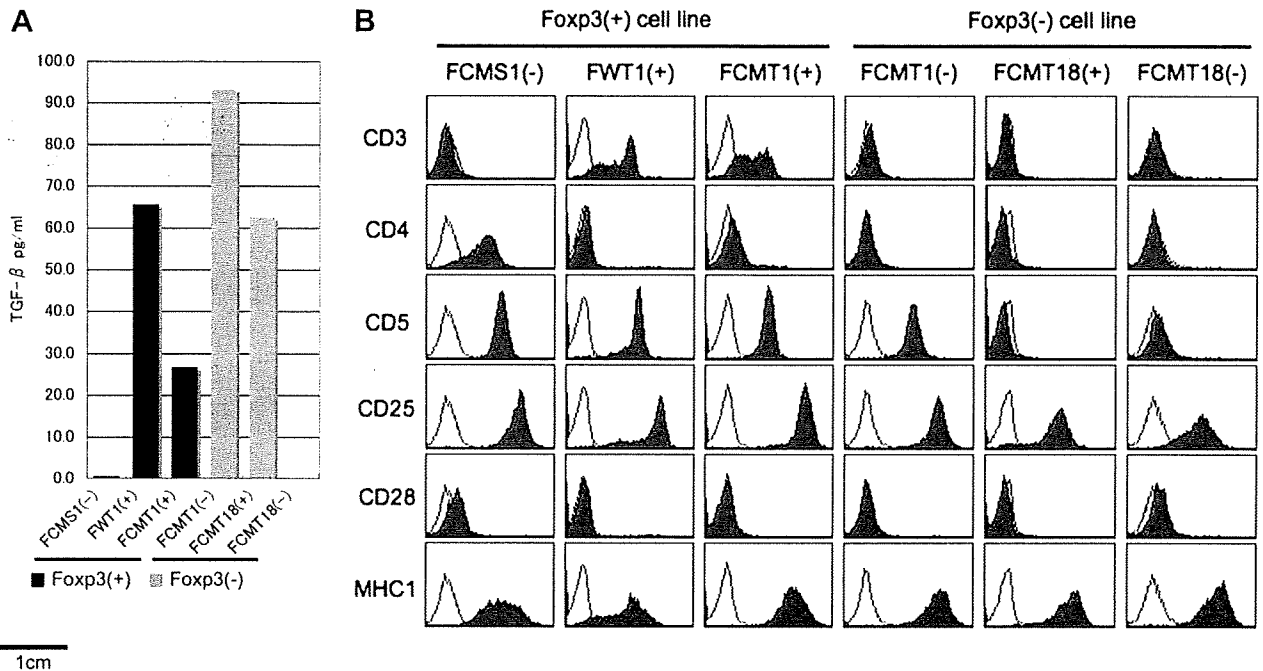 A
100.0
90.0
80.0
70.0
60.0
50.0
40.0
30.0
20.0
10.0
0.0
TGF-β pg/ml
FCMS1(-)
FWT1(+)
FCMT1(+)
FCMT1(-)
FCMT18(+)
FCMT18(-)
Foxp3(+) Foxp3(-)
1cm
B
Foxp3(+) cell line Foxp3(-) cell line
FCMS1(-) FWT1(+) FCMT1(+) FCMT1(-) FCMT18(+) FCMT18(-)
CD3
CD4
CD5
CD25
CD28
MHC1